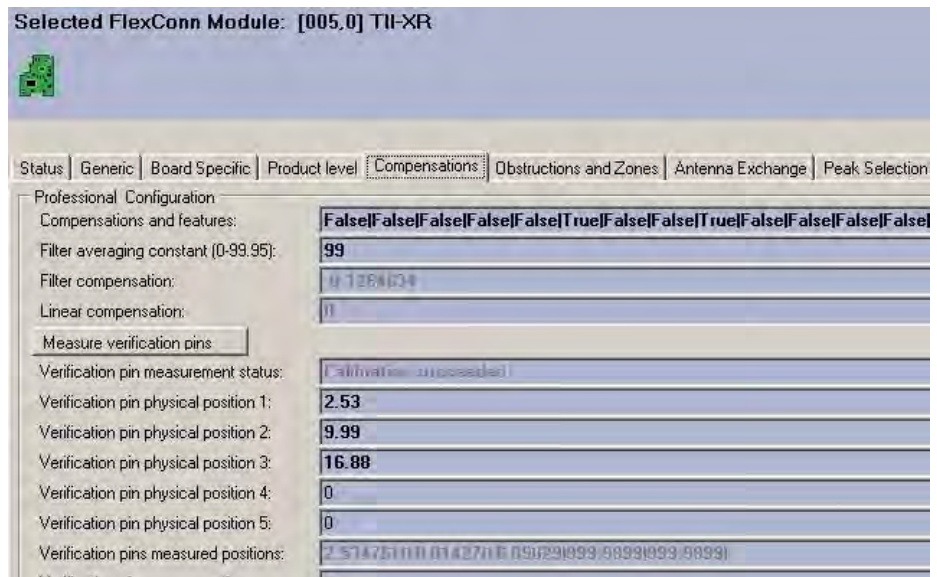 Selected FlexConn Module: [005,0] TII-XR
Status Generic Board Specific Product level Compensations Obstructions and Zones Antenna Exchange Peak Selection
Professional Configuration
Compensations and features: False|False|False|False|False|True|False|False|True|False|False|False|False|
Filter averaging constant (0-99.95): 99
Filter compensation:
Linear compensation: 0
Measure verification pins
Verification pin measurement status: Calibration succeeded
Verification pin physical position 1: 2.53
Verification pin physical position 2: 9.99
Verification pin physical position 3: 16.88
Verification pin physical position 4: 0
Verification pin physical position 5: 0
Verification pins measured positions: